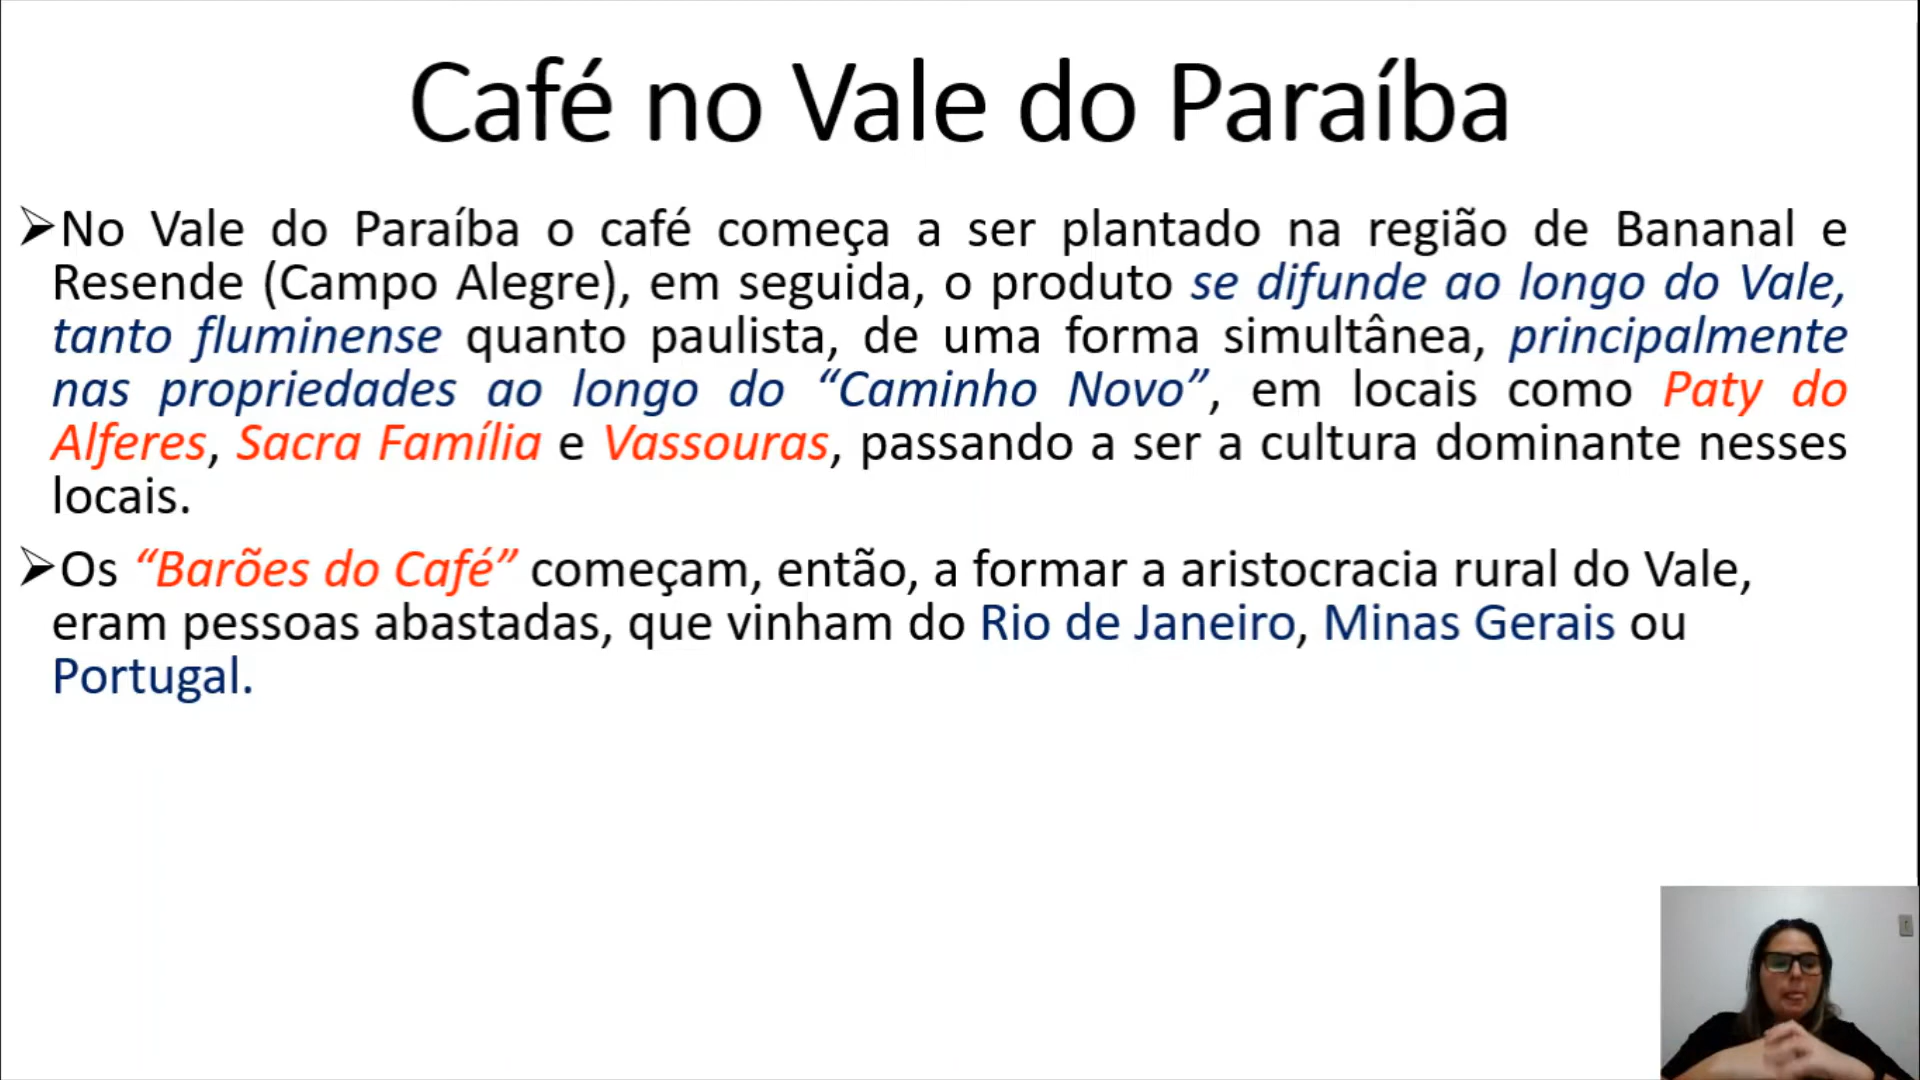 Café no Vale do Paraíba
➢No Vale do Paraíba o café começa a ser plantado na região de Bananal e
Resende (Campo Alegre), em seguida, o produto se difunde ao longo do Vale,
tanto fluminense quanto paulista, de uma forma simultânea, principalmente
nas propriedades ao longo do “Caminho Novo”, em locais como Paty do
Alferes, Sacra Família e Vassouras, passando a ser a cultura dominante nesses
locais.
➢Os “Barões do Café” começam, então, a formar a aristocracia rural do Vale,
eram pessoas abastadas, que vinham do Rio de Janeiro, Minas Gerais ou
Portugal.